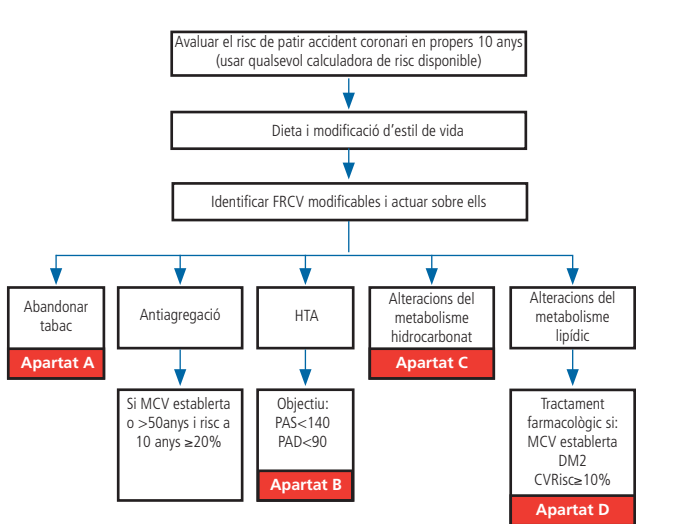 Avaluar el risc de patir accident coronari en propers 10 anys
(usar qualsevol calculadora de risc disponible)
Dieta i modificació d’estil de vida
Identificar FRCV modificables i actuar sobre ells
Abandonar
tabac
Apartat A
Antiagregació
Si MCV establerta
o >50anys i risc a
10 anys ≥20%
HTA
Objectiu:
PAS<140
PAD<90
Apartat B
Alteracions del
metabolisme
hidrocarbonat
Apartat C
Alteracions del
metabolisme
lipídic
Tractament
farmacològic si:
MCV establerta
DM2
CVRisc≥10%
Apartat D